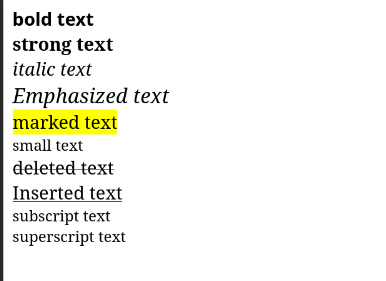 bold text
strong text
italic text
Emphasized text
marked text
small text
deleted text
Inserted text
subscript text
superscript text